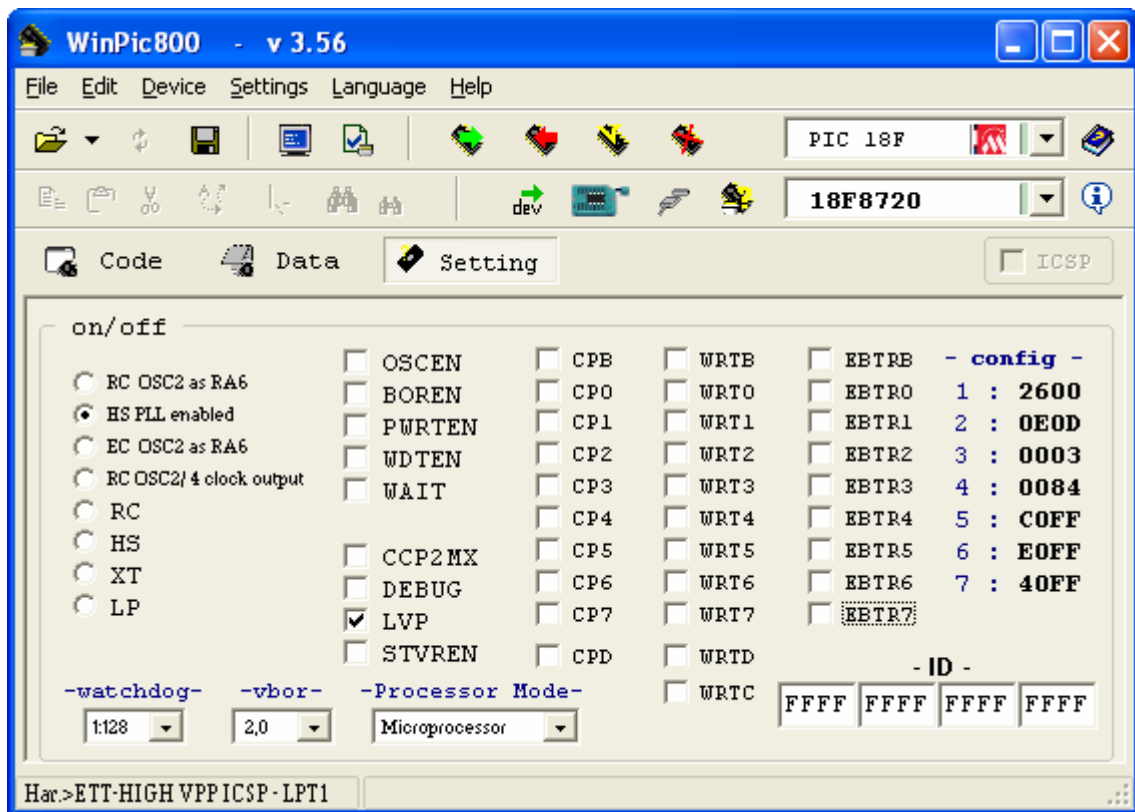 WinPic800 - v 3.56
File Edit Device Settings Language Help
PIC 18F
dev 18F8720
Code Data Setting ICSP
on/off
RC OSC2 as RA6
HS PLL enabled
EC OSC2 as RA6
RC OSC2/ 4 clock output
RC
HS
XT
LP
OSCEN
BOREN
PWRTEN
WDTEN
WAIT
CCP2MX
DEBUG
LVP
STVREN
CPB
CP0
CP1
CP2
CP3
CP4
CP5
CP6
CP7
CPD
WRTB
WRT0
WRT1
WRT2
WRT3
WRT4
WRT5
WRT6
WRT7
WRTD
WRTC
EBTRB
EBTR0
EBTR1
EBTR2
EBTR3
EBTR4
EBTR5
EBTR6
EBTR7
- config -
1 : 2600
2 : 0E0D
3 : 0003
4 : 0084
5 : C0FF
6 : E0FF
7 : 40FF
-watchdog- -vbor- -Processor Mode-
1:128 2,0 Microprocessor
- ID -
FFFF FFFF FFFF FFFF
Har.>ETT-HIGH VPP ICSP - LPT1